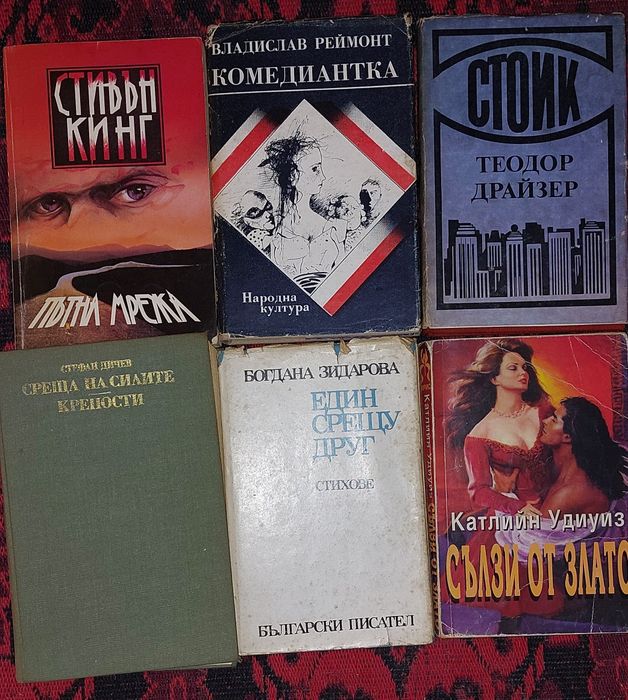 СТИВЪН
КИНГ
ПЪТНА МРЕЖА
ВЛАДИСЛАВ РЕЙМОНТ
КОМЕДИАНТКА
Народна
култура
СТОИК
ТЕОДОР
ДРАЙЗЕР
СТЕФАН ДИЧЕВ
СРЕЩА НА СИЛИТЕ
КРЕПОСТИ
БОГДАНА ЗИДАРОВА
ЕДИН
СРЕЩУ
ДРУГ
СТИХОВЕ
БЪЛГАРСКИ ПИСАТЕЛ
Катлийн Удиуиз
СЪЛЗИ ОТ ЗЛАТО